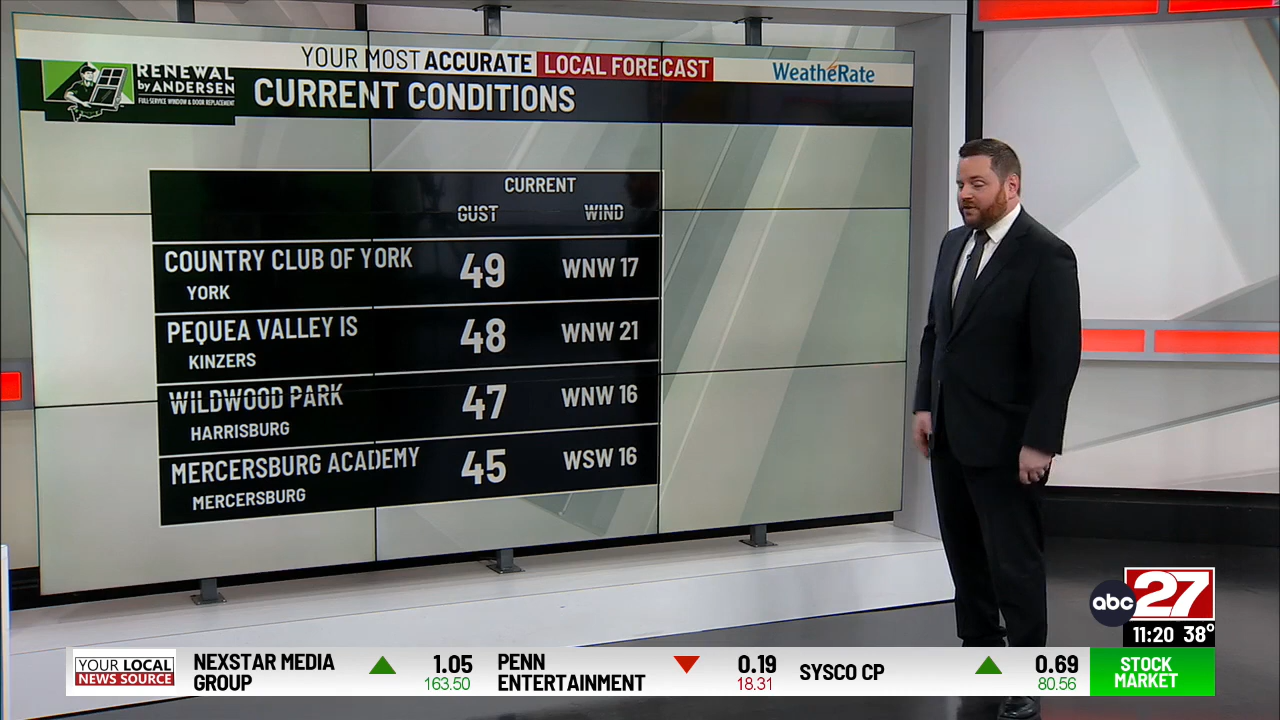 YOUR MOST ACCURATE LOCAL FORECAST
WeatheRate
RENEWAL
by ANDERSEN
FULL-SERVICE WINDOW & DOOR REPLACEMENT
CURRENT CONDITIONS
CURRENT
GUST WIND
COUNTRY CLUB OF YORK
YORK
49 WNW 17
PEQUEA VALLEY IS
KINZERS
48 WNW 21
WILDWOOD PARK
HARRISBURG
47 WNW 16
MERCERSBURG ACADEMY
MERCERSBURG
45 WSW 16
abc 27
11:20 38°
YOUR LOCAL
NEWS SOURCE
NEXSTAR MEDIA
GROUP
1.05
163.50
PENN
ENTERTAINMENT
0.19
18.31
SYSCO CP
0.69
80.56
STOCK
MARKET